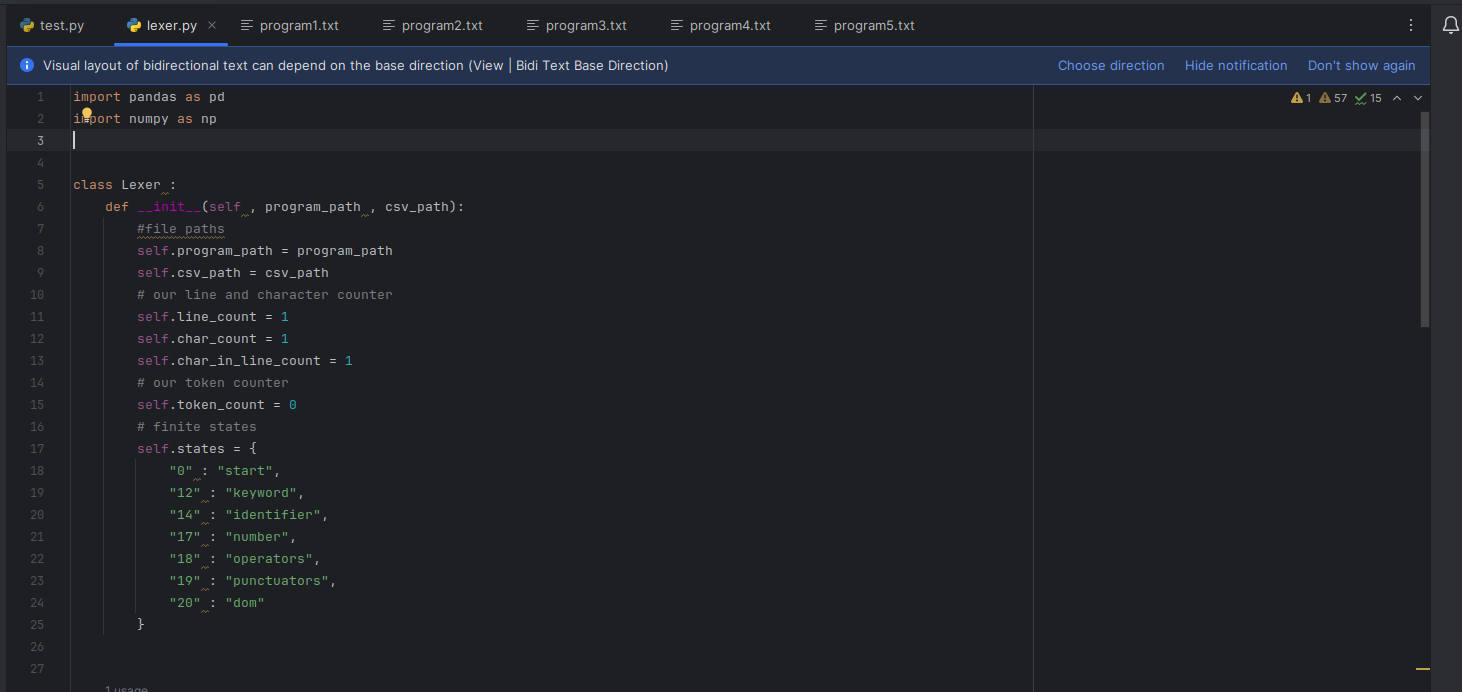 test.py
lexer.py
program1.txt
program2.txt
program3.txt
program4.txt
program5.txt
Visual layout of bidirectional text can depend on the base direction (View | Bidi Text Base Direction)
Choose direction
Hide notification
Don't show again
1 57 15
1 import pandas as pd
2 import numpy as np
3
4
5 class Lexer :
6 def __init__(self , program_path , csv_path):
7 #file paths
8 self.program_path = program_path
9 self.csv_path = csv_path
10 # our line and character counter
11 self.line_count = 1
12 self.char_count = 1
13 self.char_in_line_count = 1
14 # our token counter
15 self.token_count = 0
16 # finite states
17 self.states = {
18 "0" : "start",
19 "12" : "keyword",
20 "14" : "identifier",
21 "17" : "number",
22 "18" : "operators",
23 "19" : "punctuators",
24 "20" : "dom"
25 }
26
27
1 usage